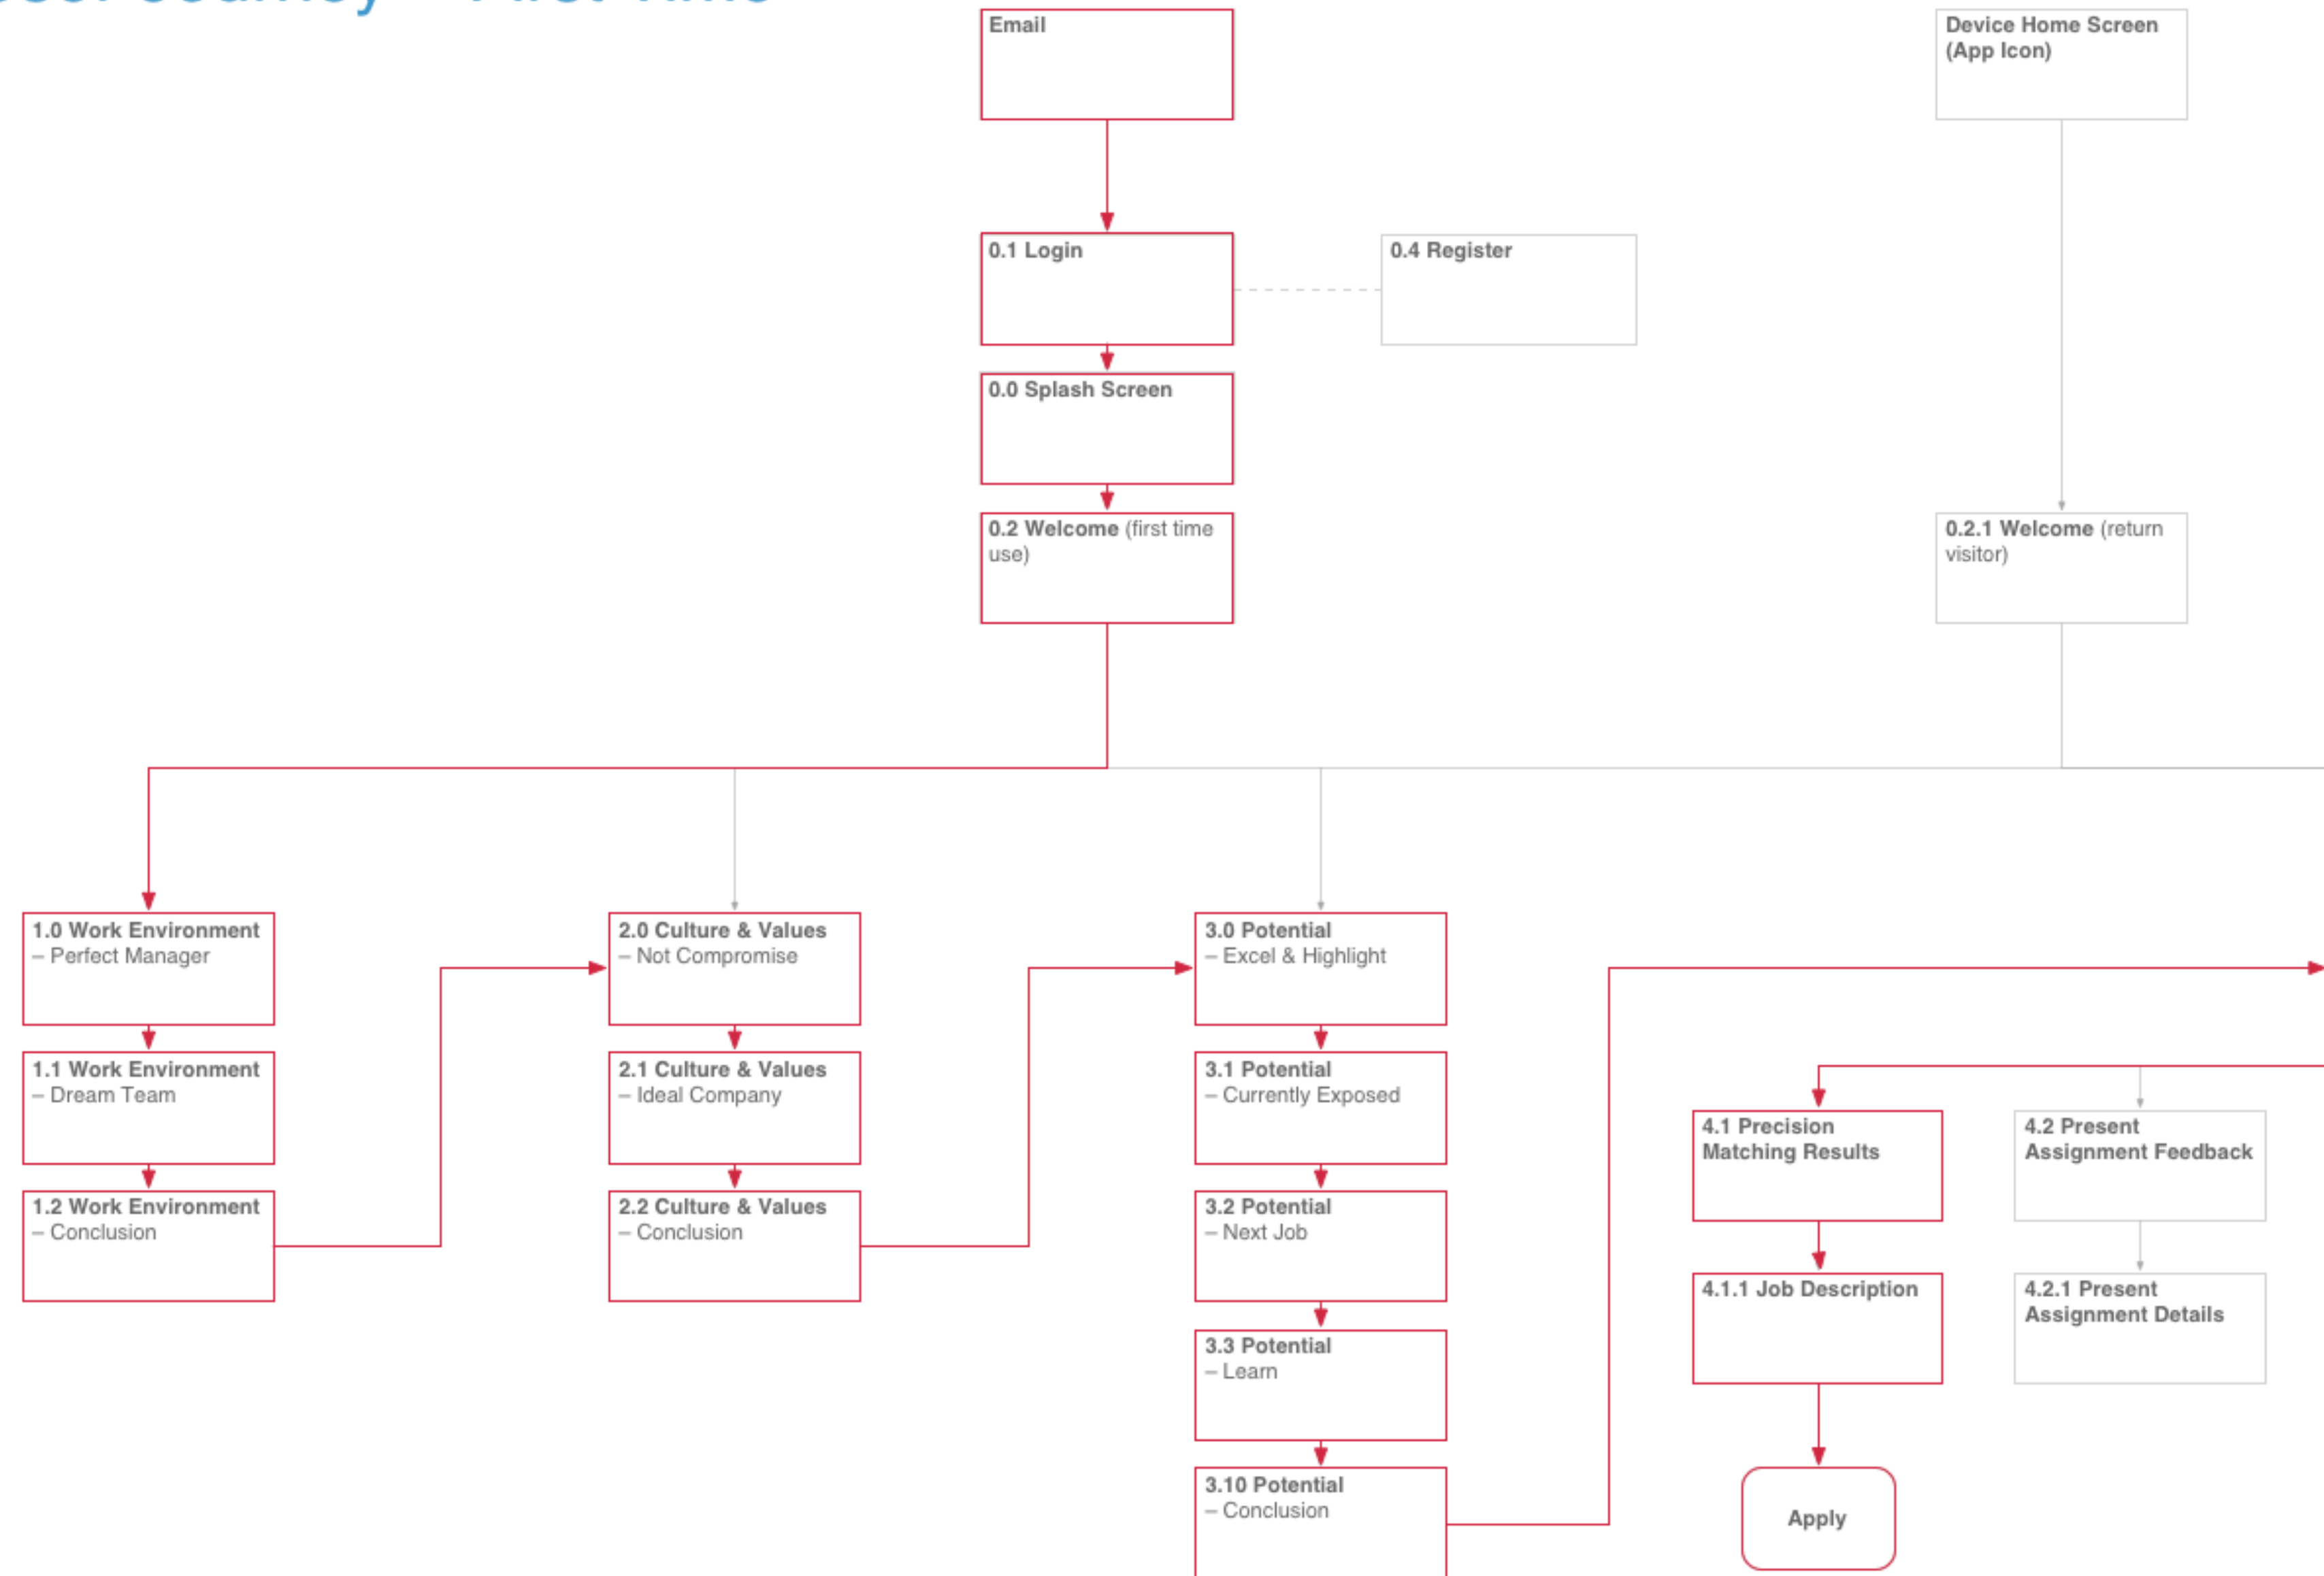 Journey
First Time
Email
Device Home Screen
(App Icon)
0.1 Login
0.4 Register
0.0 Splash Screen
0.2 Welcome (first time
use)
0.2.1 Welcome (return
visitor)
1.0 Work Environment
– Perfect Manager
2.0 Culture & Values
– Not Compromise
3.0 Potential
– Excel & Highlight
1.1 Work Environment
– Dream Team
2.1 Culture & Values
– Ideal Company
3.1 Potential
– Currently Exposed
4.1 Precision
Matching Results
4.2 Present
Assignment Feedback
1.2 Work Environment
– Conclusion
2.2 Culture & Values
– Conclusion
3.2 Potential
– Next Job
4.1.1 Job Description
4.2.1 Present
Assignment Details
3.3 Potential
– Learn
3.10 Potential
– Conclusion
Apply